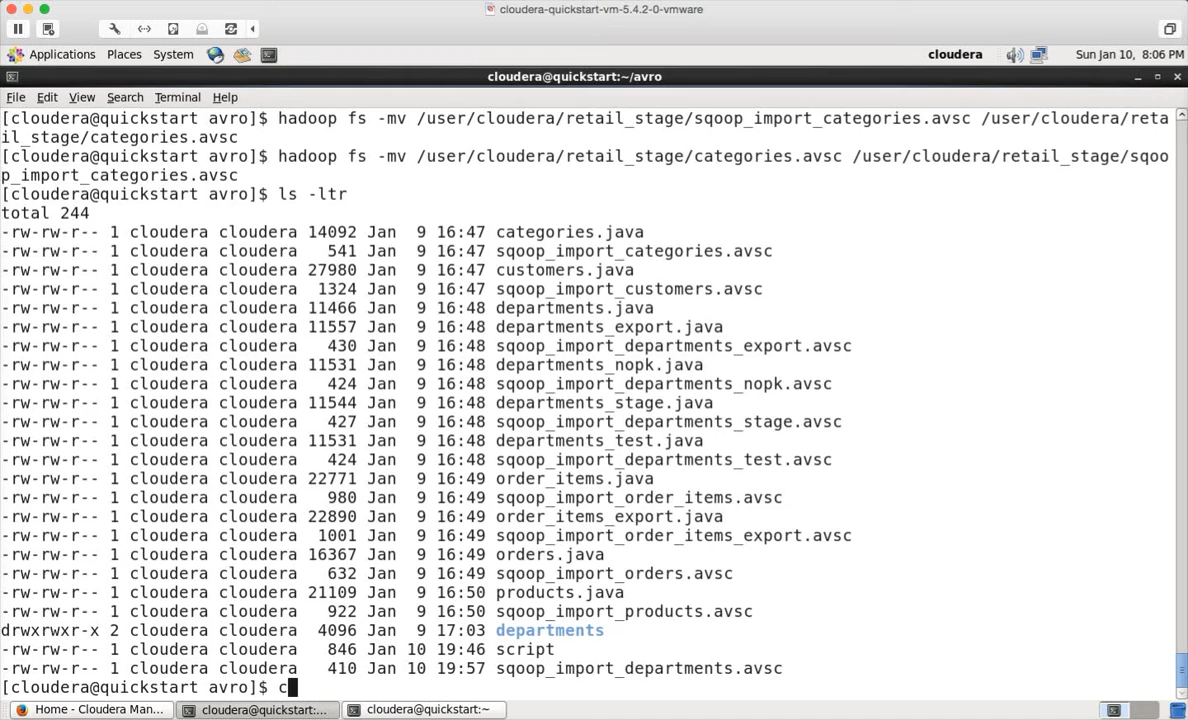 cloudera-quickstart-vm-5.4.2-0-vmware
Applications Places System cloudera Sun Jan 10, 8:06 PM
cloudera@quickstart:~/avro
File Edit View Search Terminal Help
[cloudera@quickstart avro]$ hadoop fs -mv /user/cloudera/retail_stage/sqoop_import_categories.avsc /user/cloudera/reta
il_stage/categories.avsc
[cloudera@quickstart avro]$ hadoop fs -mv /user/cloudera/retail_stage/categories.avsc /user/cloudera/retail_stage/sqoo
p_import_categories.avsc
[cloudera@quickstart avro]$ ls -ltr
total 244
-rw-rw-r-- 1 cloudera cloudera 14092 Jan  9 16:47 categories.java
-rw-rw-r-- 1 cloudera cloudera   541 Jan  9 16:47 sqoop_import_categories.avsc
-rw-rw-r-- 1 cloudera cloudera 27980 Jan  9 16:47 customers.java
-rw-rw-r-- 1 cloudera cloudera  1324 Jan  9 16:47 sqoop_import_customers.avsc
-rw-rw-r-- 1 cloudera cloudera 11466 Jan  9 16:48 departments.java
-rw-rw-r-- 1 cloudera cloudera 11557 Jan  9 16:48 departments_export.java
-rw-rw-r-- 1 cloudera cloudera   430 Jan  9 16:48 sqoop_import_departments_export.avsc
-rw-rw-r-- 1 cloudera cloudera 11531 Jan  9 16:48 departments_nopk.java
-rw-rw-r-- 1 cloudera cloudera   424 Jan  9 16:48 sqoop_import_departments_nopk.avsc
-rw-rw-r-- 1 cloudera cloudera 11544 Jan  9 16:48 departments_stage.java
-rw-rw-r-- 1 cloudera cloudera   427 Jan  9 16:48 sqoop_import_departments_stage.avsc
-rw-rw-r-- 1 cloudera cloudera 11531 Jan  9 16:48 departments_test.java
-rw-rw-r-- 1 cloudera cloudera   424 Jan  9 16:48 sqoop_import_departments_test.avsc
-rw-rw-r-- 1 cloudera cloudera 22771 Jan  9 16:49 order_items.java
-rw-rw-r-- 1 cloudera cloudera   980 Jan  9 16:49 sqoop_import_order_items.avsc
-rw-rw-r-- 1 cloudera cloudera 22890 Jan  9 16:49 order_items_export.java
-rw-rw-r-- 1 cloudera cloudera  1001 Jan  9 16:49 sqoop_import_order_items_export.avsc
-rw-rw-r-- 1 cloudera cloudera 16367 Jan  9 16:49 orders.java
-rw-rw-r-- 1 cloudera cloudera   632 Jan  9 16:49 sqoop_import_orders.avsc
-rw-rw-r-- 1 cloudera cloudera 21109 Jan  9 16:50 products.java
-rw-rw-r-- 1 cloudera cloudera   922 Jan  9 16:50 sqoop_import_products.avsc
drwxrwxr-x 2 cloudera cloudera  4096 Jan  9 17:03 departments
-rw-rw-r-- 1 cloudera cloudera   846 Jan 10 19:46 script
-rw-rw-r-- 1 cloudera cloudera   410 Jan 10 19:57 sqoop_import_departments.avsc
[cloudera@quickstart avro]$ c
Home - Cloudera Man... cloudera@quickstart:... cloudera@quickstart:~